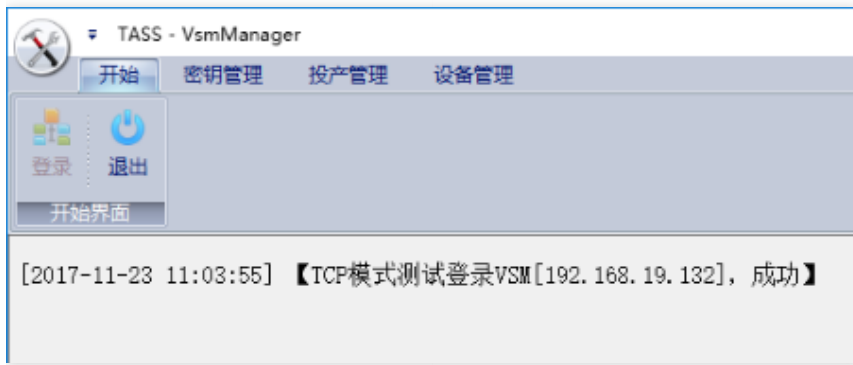 TASS - VsmManager
开始 密钥管理 投产管理 设备管理
登录 退出
开始界面
[2017-11-23 11:03:55] 【TCP模式测试登录VSM[192.168.19.132]，成功】